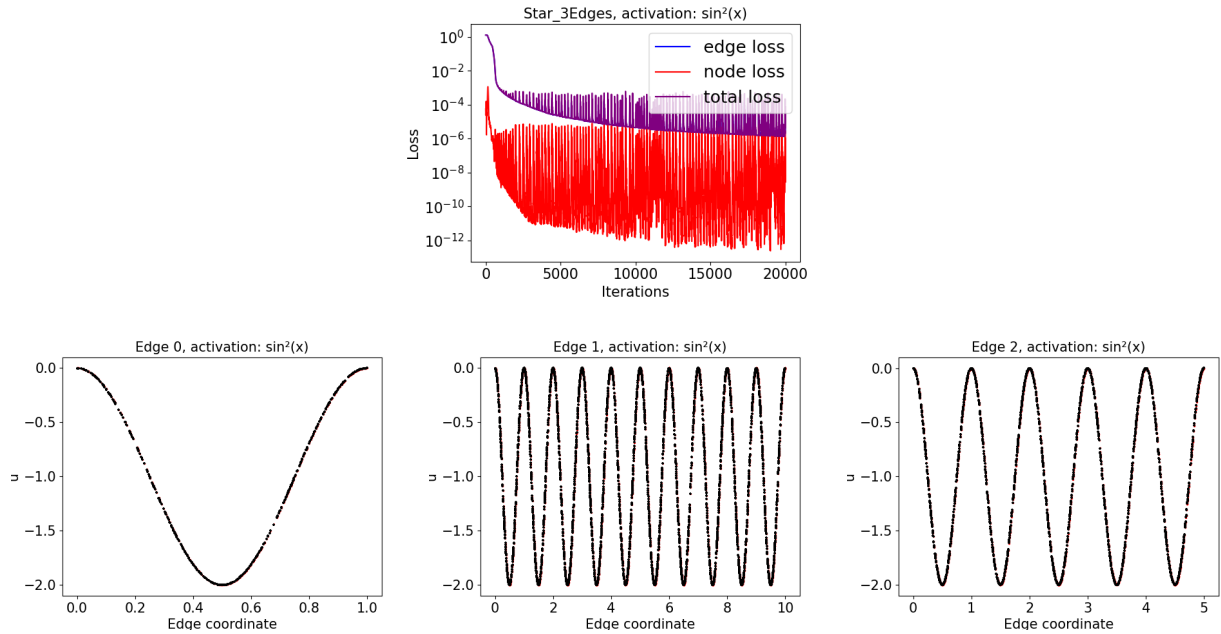 Star_3Edges, activation: sin²(x)
10⁰
10⁻²
10⁻⁴
10⁻⁶
10⁻⁸
10⁻¹⁰
10⁻¹²
Loss
edge loss
node loss
total loss
0 5000 10000 15000 20000
Iterations
Edge 0, activation: sin²(x)
0.0
−0.5
−1.0
−1.5
−2.0
u
0.0 0.2 0.4 0.6 0.8 1.0
Edge coordinate
Edge 1, activation: sin²(x)
0.0
−0.5
−1.0
−1.5
−2.0
u
0 2 4 6 8 10
Edge coordinate
Edge 2, activation: sin²(x)
0.0
−0.5
−1.0
−1.5
−2.0
u
0 1 2 3 4 5
Edge coordinate